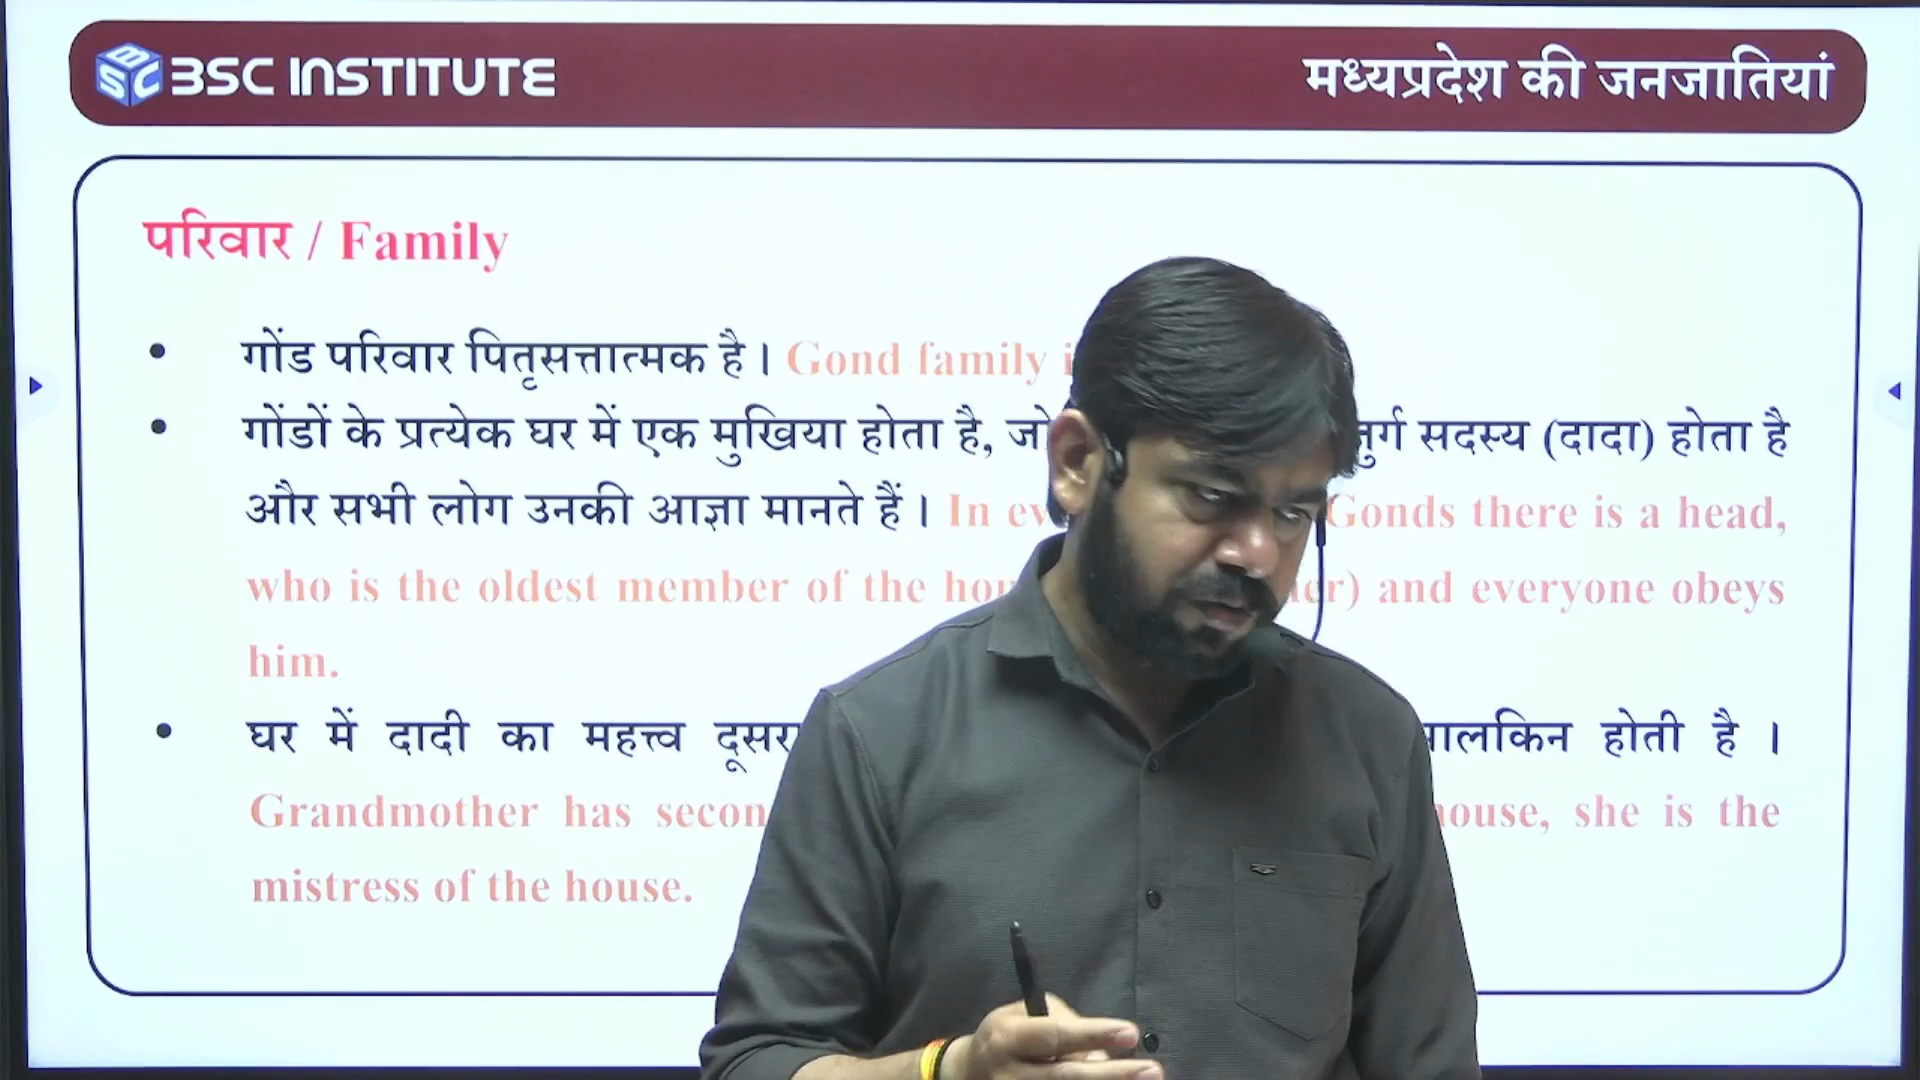 BSC INSTITUTE
मध्यप्रदेश की जनजातियां
परिवार / Family
• गोंड परिवार पितृसत्तात्मक है । Gond family
• गोंडों के प्रत्येक घर में एक मुखिया होता है, जो सदस्य (दादा) होता है
और सभी लोग उनकी आज्ञा मानते हैं । In Gonds there is a head,
who is the oldest member of the and everyone obeys
him.
• घर में दादी का महत्त्व होती है ।
Grandmother has she is the
mistress of the house.